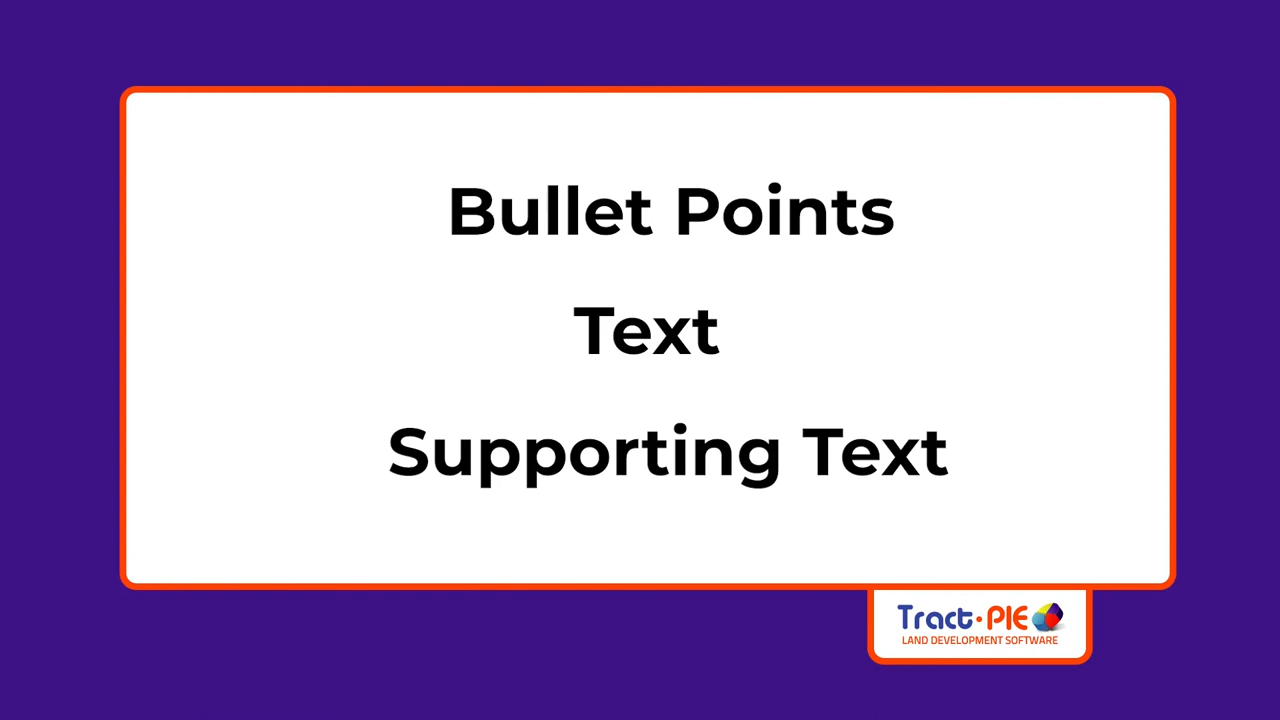 Bullet Points
Text
Supporting Text
Tract•PIE
LAND DEVELOPMENT SOFTWARE